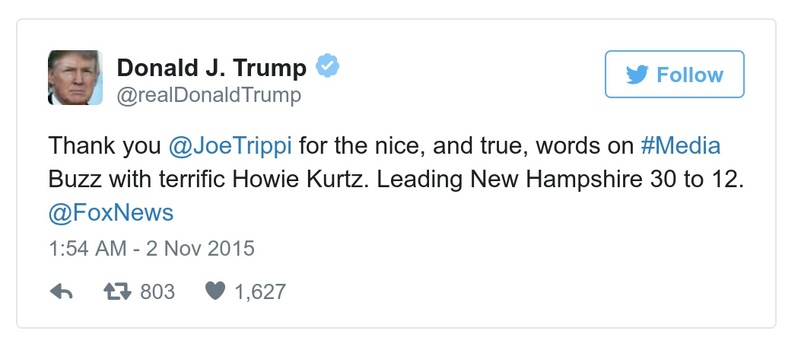 Donald J. Trump
@realDonaldTrump
Follow
Thank you @JoeTrippi for the nice, and true, words on #Media
Buzz with terrific Howie Kurtz. Leading New Hampshire 30 to 12.
@FoxNews
1:54 AM - 2 Nov 2015
803 1,627